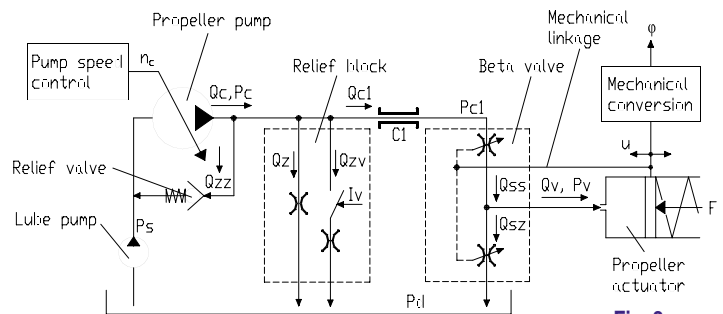 Propeller pump
Mechanical
linkage
φ
Pump speed
control
nc
Qc,Pc
Relief block
Qc1
Beta valve
Mechanical
conversion
Pc1
C1
u
Relief valve
Qzz
Qz
Qzv
Iv
Qss
Qv, Pv
Qsz
F
Lube pump
Ps
Propeller
actuator
Pd